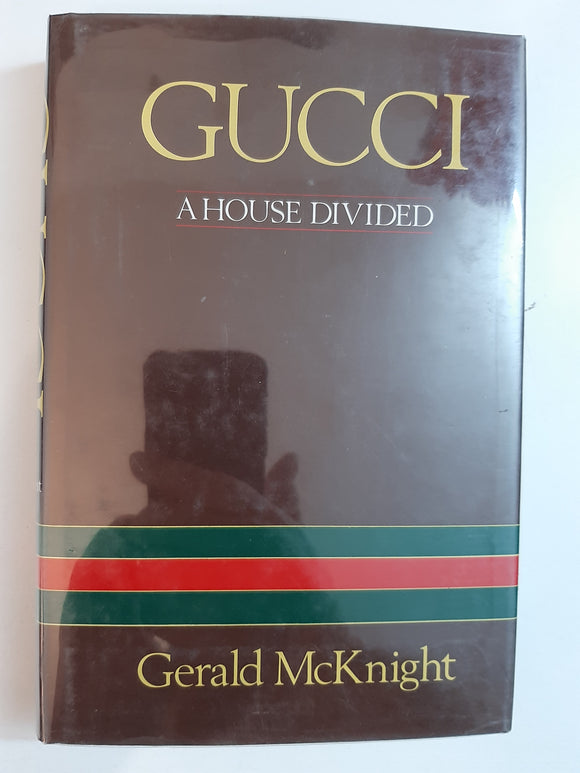 GUCCI
A HOUSE DIVIDED
Gerald McKnight